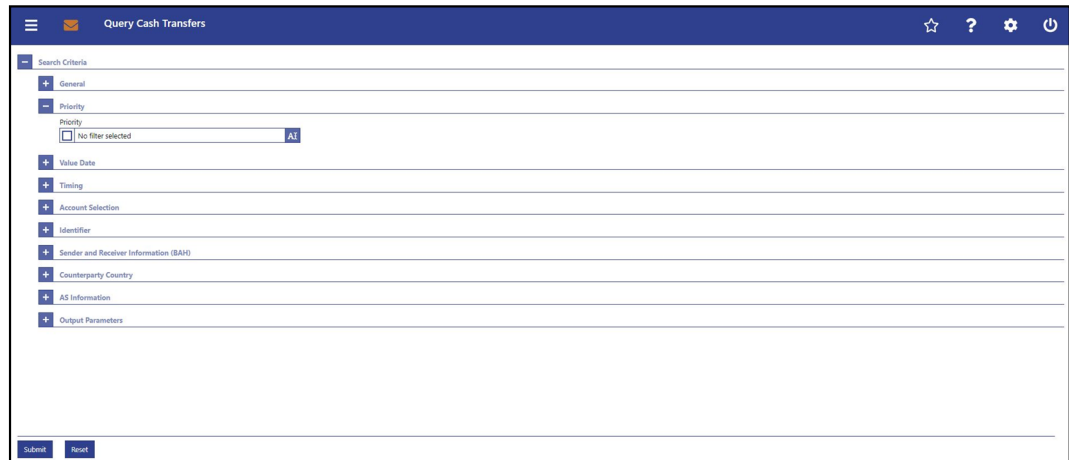 Query Cash Transfers
Search Criteria
General
Priority
Priority
No filter selected
AI
Value Date
Timing
Account Selection
Identifier
Sender and Receiver Information (BAH)
Counterparty Country
AS Information
Output Parameters
Submit Reset